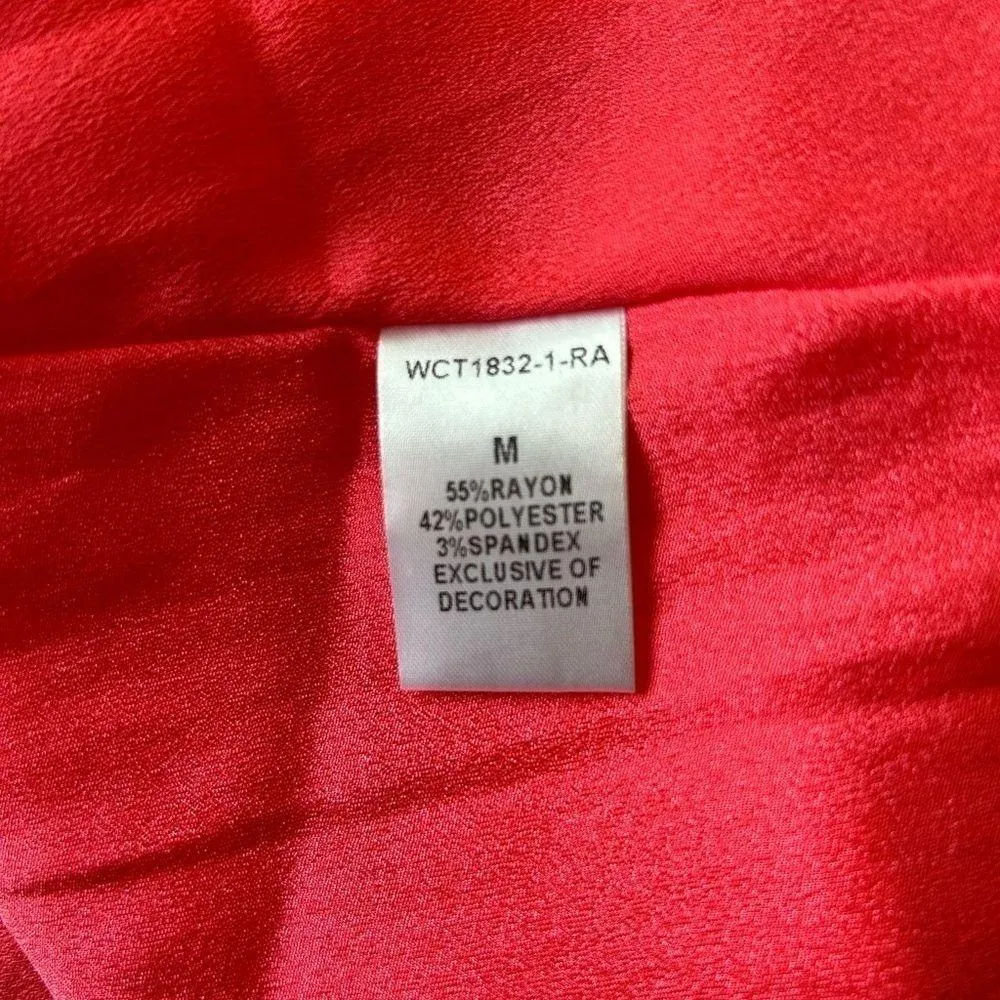 WCT1832-1-RA
M
55%RAYON
42%POLYESTER
3%SPANDEX
EXCLUSIVE OF
DECORATION